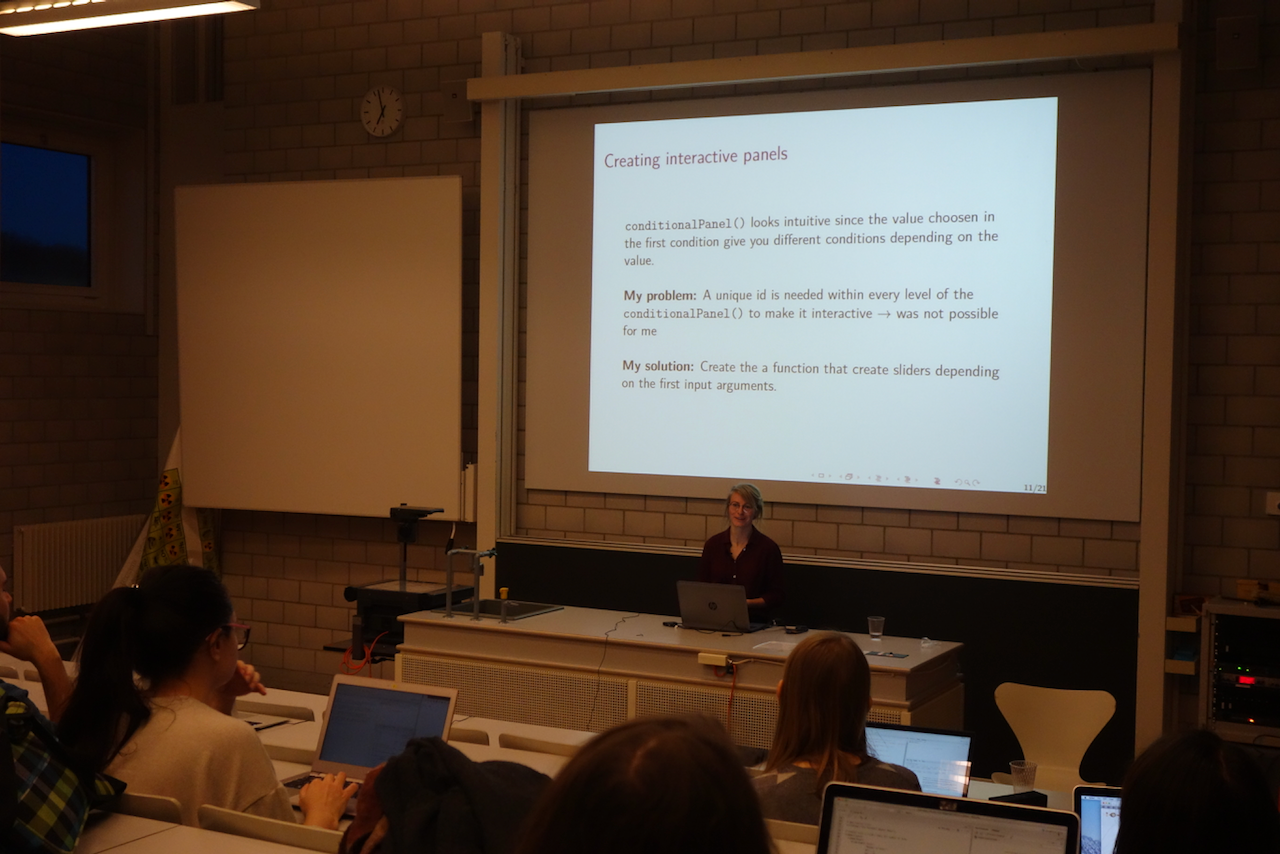 Creating interactive panels
conditionalPanel() looks intuitive since the value choosen in
the first condition give you different conditions depending on the
value.
My problem: A unique id is needed within every level of the
conditionalPanel() to make it interactive → was not possible
for me
My solution: Create the a function that create sliders depending
on the first input arguments.
11/21
hp